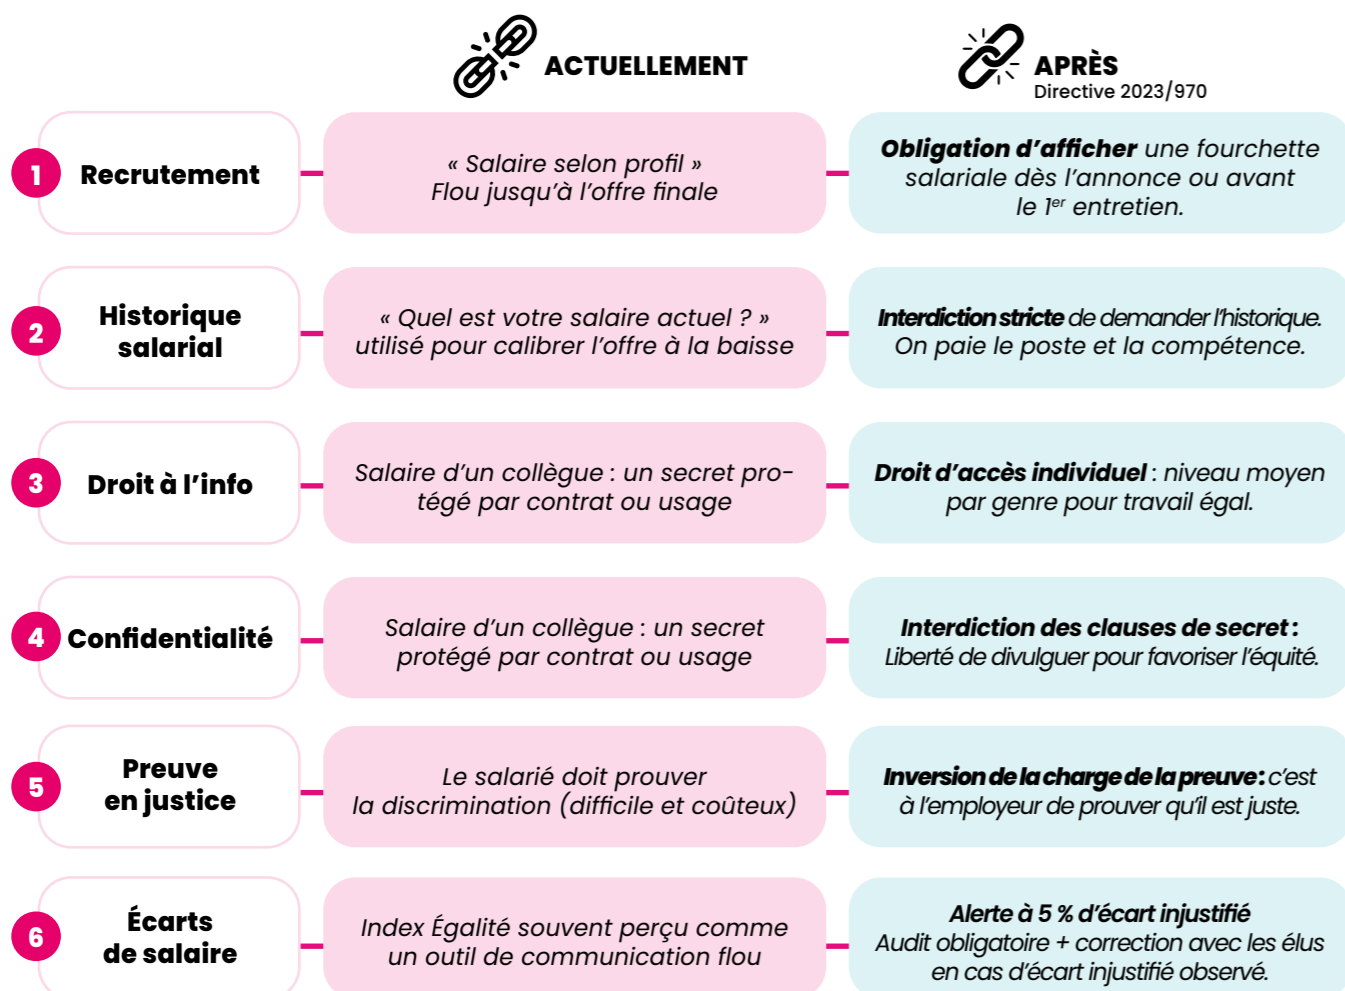 ACTUELLEMENT
APRÈS
Directive 2023/970
1
Recrutement
« Salaire selon profil »
Flou jusqu’à l’offre finale
Obligation d’afficher une fourchette
salariale dès l’annonce ou avant
le 1er entretien.
2
Historique
salarial
« Quel est votre salaire actuel ? »
utilisé pour calibrer l’offre à la baisse
Interdiction stricte de demander l’historique.
On paie le poste et la compétence.
3
Droit à l’info
Salaire d’un collègue : un secret pro-
tégé par contrat ou usage
Droit d’accès individuel : niveau moyen
par genre pour travail égal.
4
Confidentialité
Salaire d’un collègue : un secret
protégé par contrat ou usage
Interdiction des clauses de secret :
Liberté de divulguer pour favoriser l’équité.
5
Preuve
en justice
Le salarié doit prouver
la discrimination (difficile et coûteux)
Inversion de la charge de la preuve : c’est
à l’employeur de prouver qu’il est juste.
6
Écarts
de salaire
Index Égalité souvent perçu comme
un outil de communication flou
Alerte à 5 % d’écart injustifié
Audit obligatoire + correction avec les élus
en cas d’écart injustifié observé.